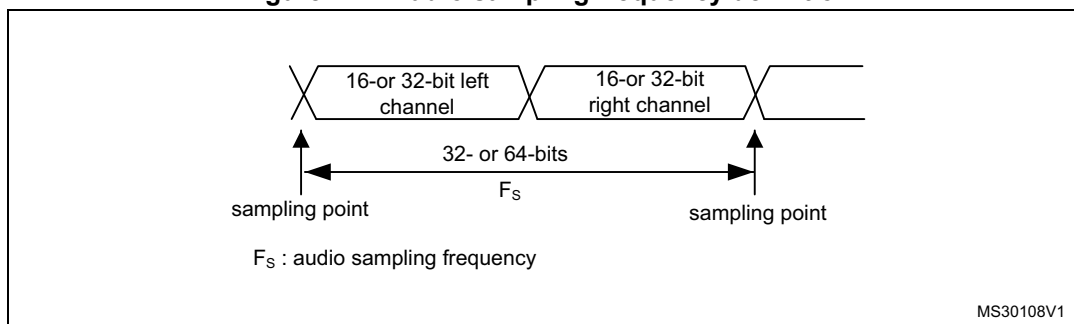 16-or 32-bit left
channel
16-or 32-bit
right channel
32- or 64-bits
FS
sampling point
sampling point
FS : audio sampling frequency
MS30108V1